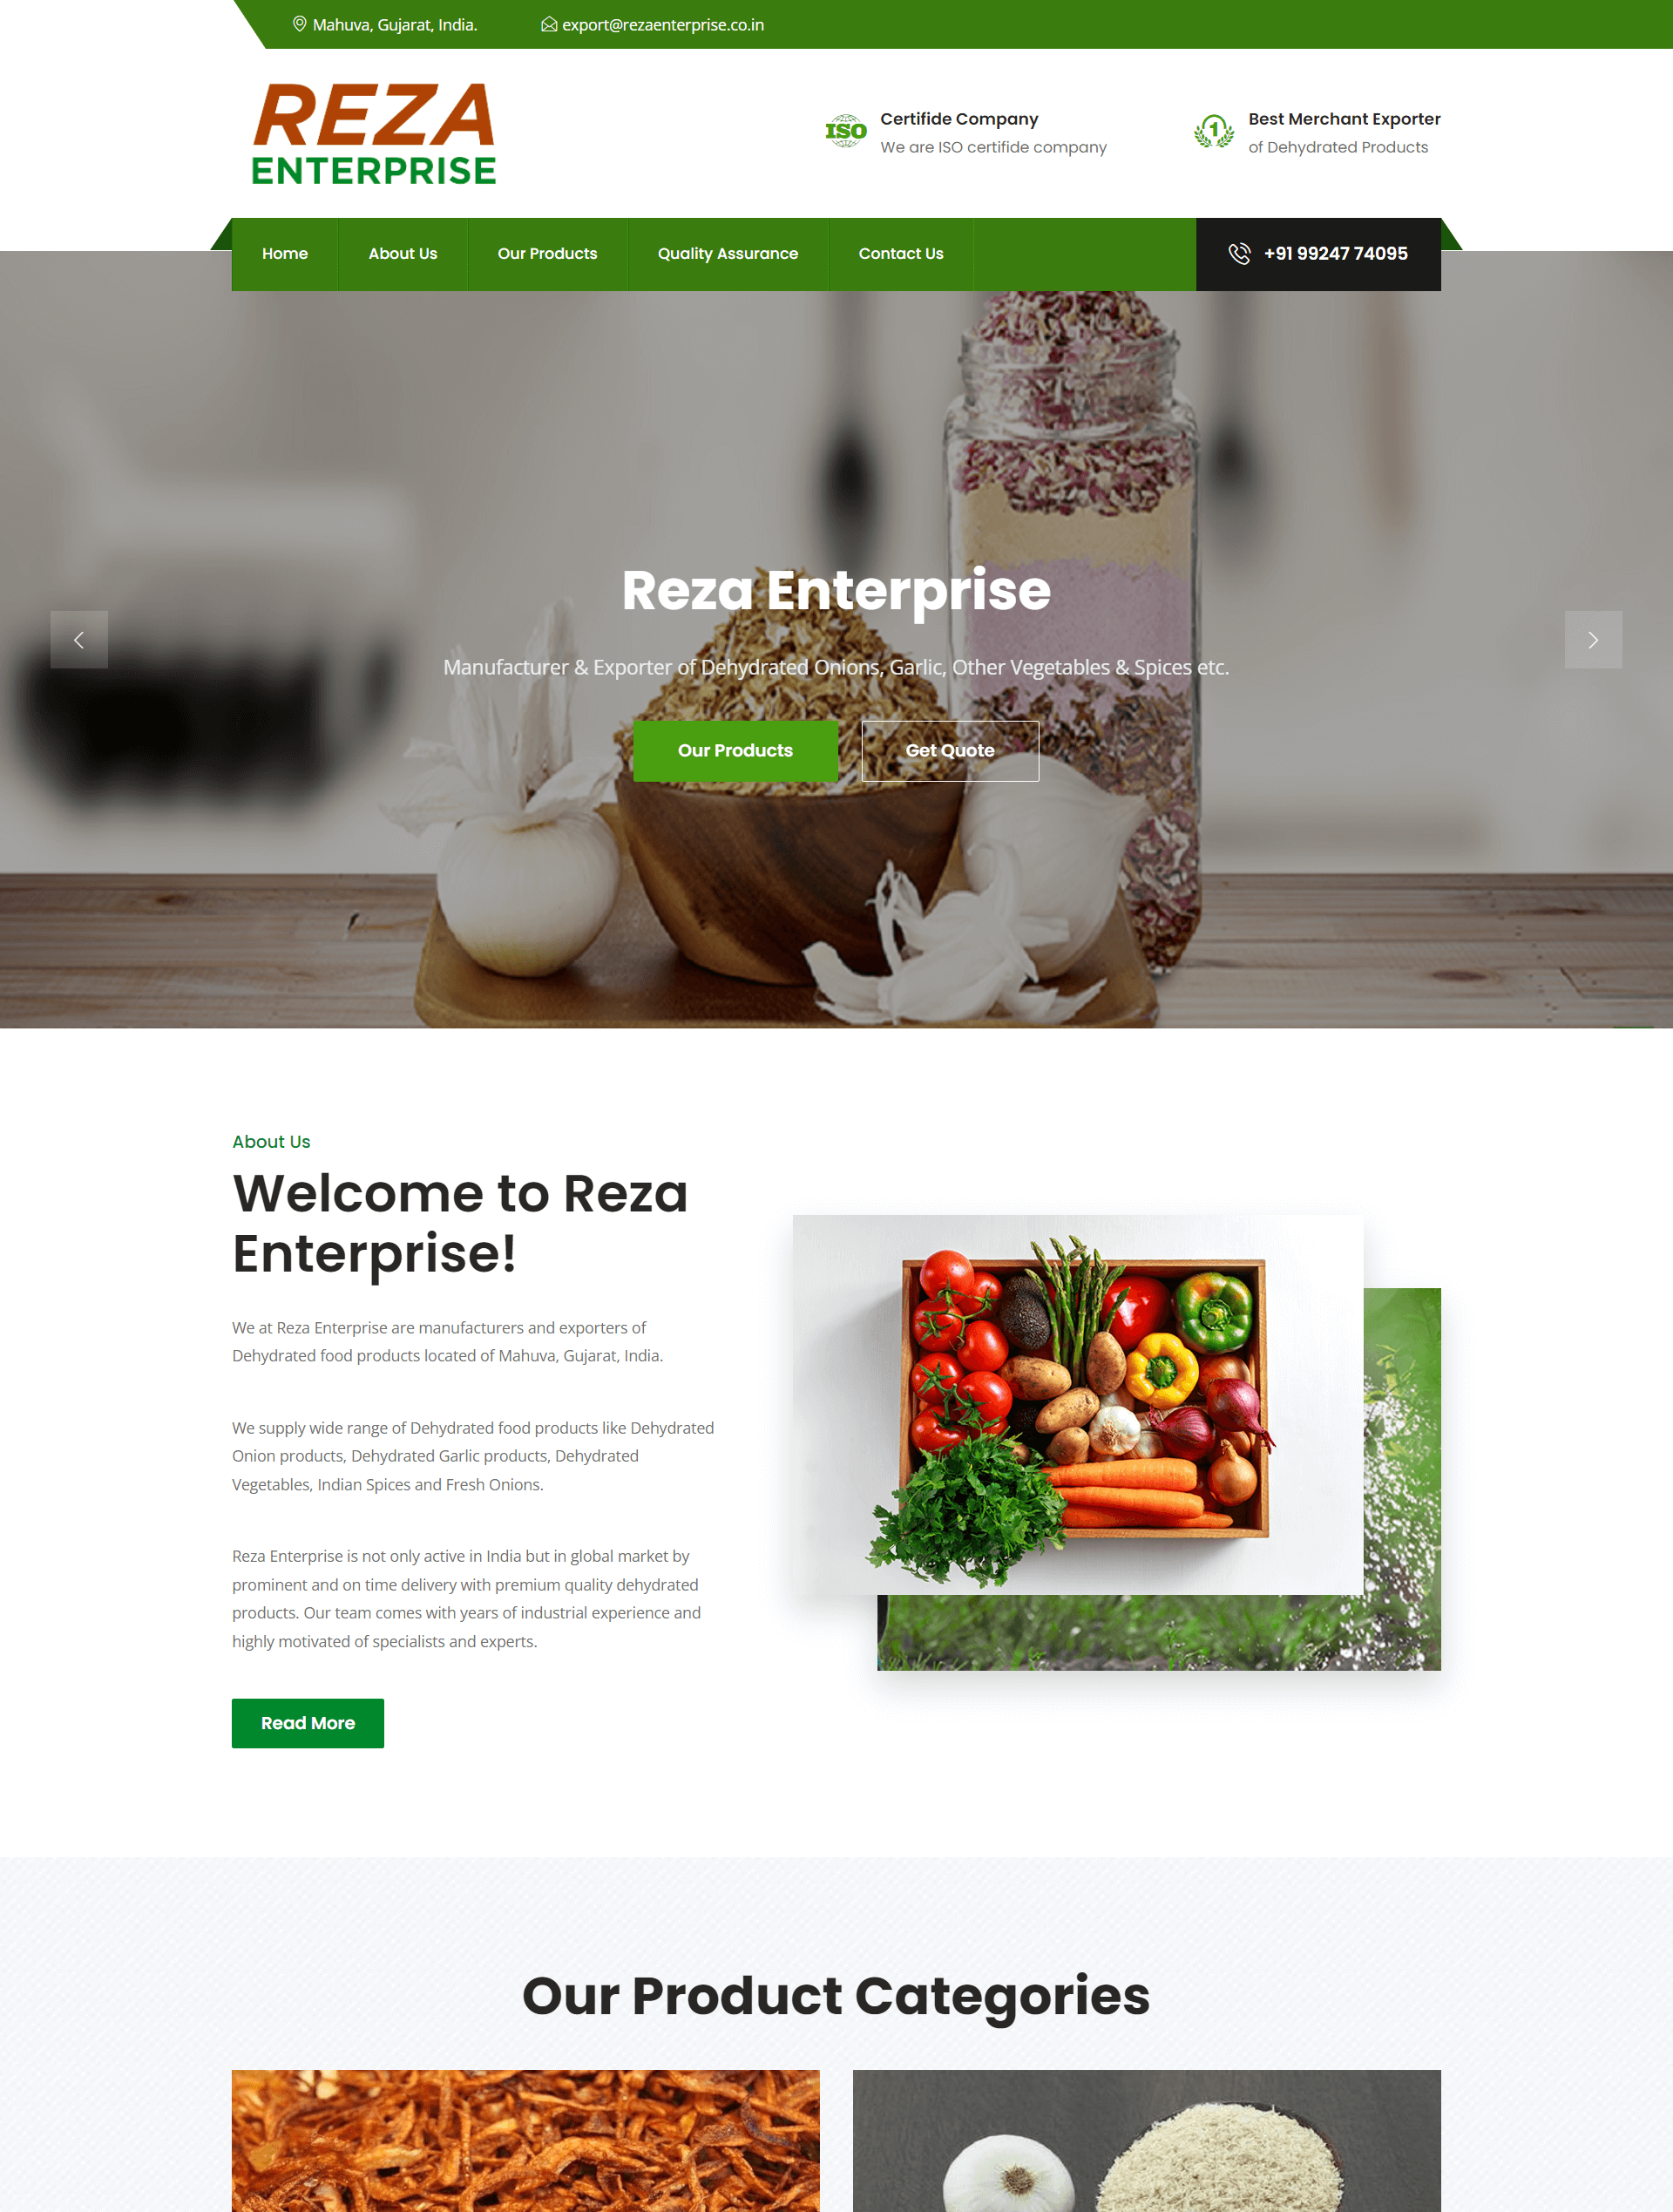 Mahuva, Gujarat, India.
export@rezaenterprise.co.in
REZA
ENTERPRISE
ISO
Certifide Company
We are ISO certifide company
1
Best Merchant Exporter
of Dehydrated Products
Home
About Us
Our Products
Quality Assurance
Contact Us
+91 99247 74095
Reza Enterprise
Manufacturer & Exporter of Dehydrated Onions, Garlic, Other Vegetables & Spices etc.
Our Products
Get Quote
About Us
Welcome to Reza
Enterprise!
We at Reza Enterprise are manufacturers and exporters of
Dehydrated food products located of Mahuva, Gujarat, India.
We supply wide range of Dehydrated food products like Dehydrated
Onion products, Dehydrated Garlic products, Dehydrated
Vegetables, Indian Spices and Fresh Onions.
Reza Enterprise is not only active in India but in global market by
prominent and on time delivery with premium quality dehydrated
products. Our team comes with years of industrial experience and
highly motivated of specialists and experts.
Read More
Our Product Categories